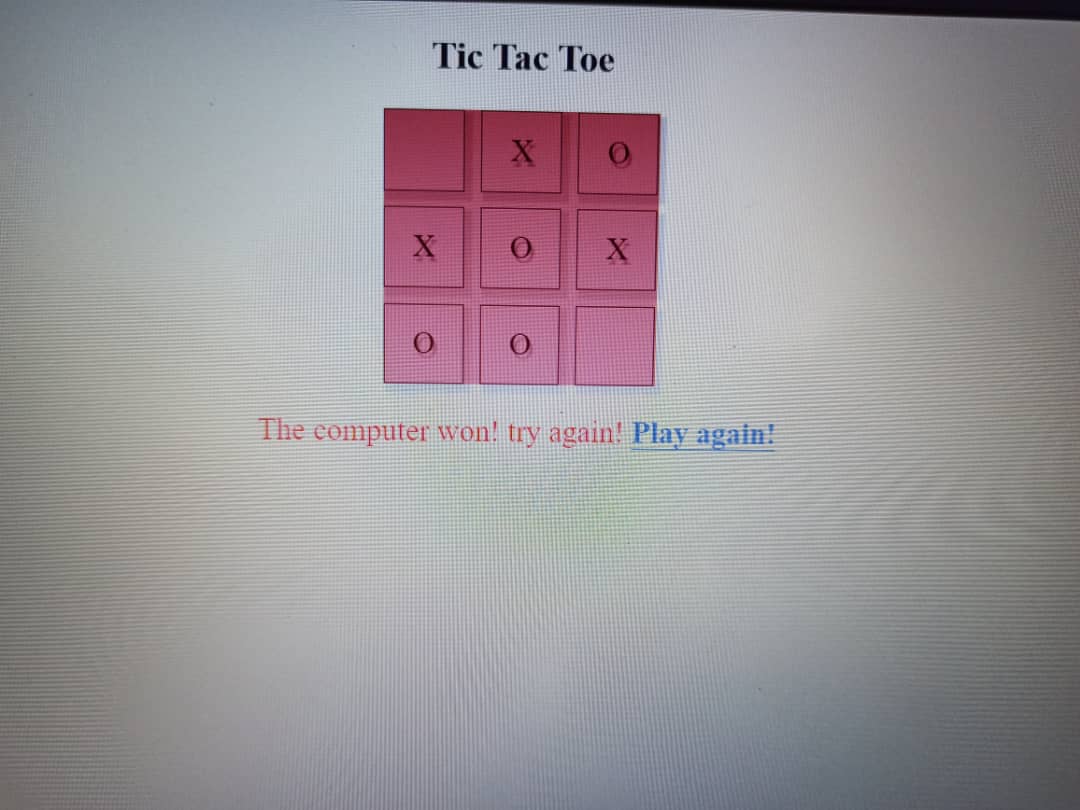 Tic Tac Toe
X O
X O X
O O
The computer won! try again! Play again!